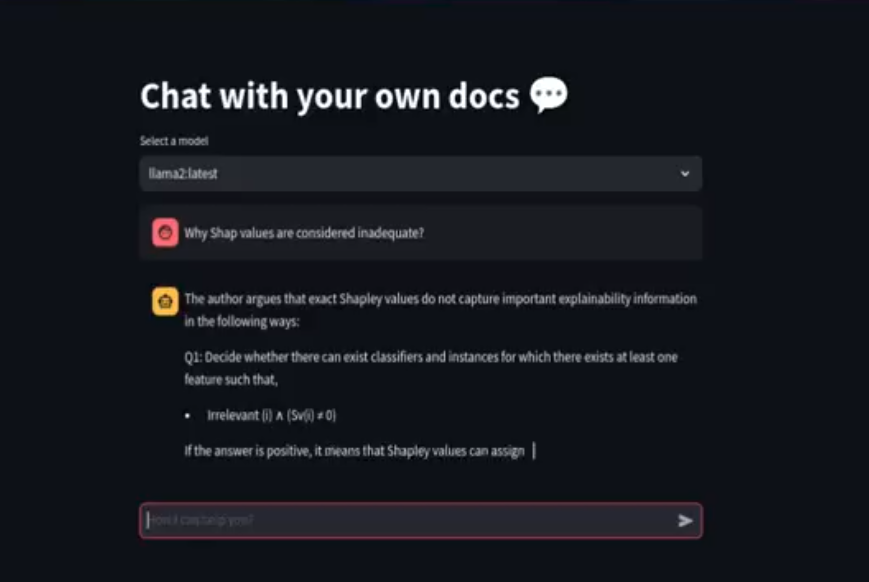 Chat with your own docs 💬
Select a model
llama2:latest
Why Shap values are considered inadequate?
The author argues that exact Shapley values do not capture important explainability information
in the following ways:
Q1: Decide whether there can exist classifiers and instances for which there exists at least one
feature such that,
• Irrelevant (i) ∧ (Sv(i) ≠ 0)
If the answer is positive, it means that Shapley values can assign
you?